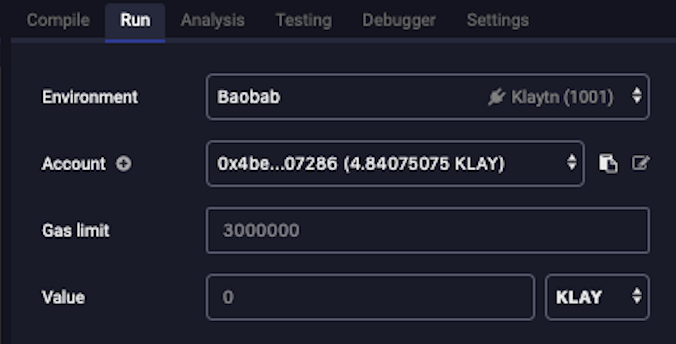 Compile Run Analysis Testing Debugger Settings
Environment Baobab Klaytn (1001)
Account 0x4be...07286 (4.84075075 KLAY)
Gas limit 3000000
Value 0 KLAY